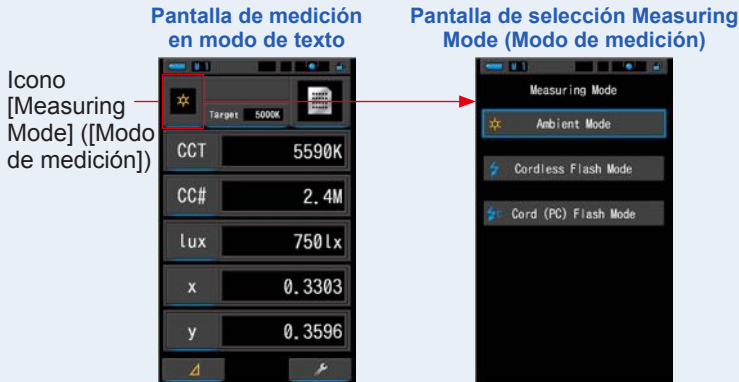 Pantalla de medición
en modo de texto
Pantalla de selección Measuring
Mode (Modo de medición)
Icono
[Measuring
Mode] ([Modo
de medición])
Target 5000K
CCT 5590K
CC# 2.4M
lux 750lx
x 0.3303
y 0.3596
Measuring Mode
Ambient Mode
Cordless Flash Mode
Cord (PC) Flash Mode